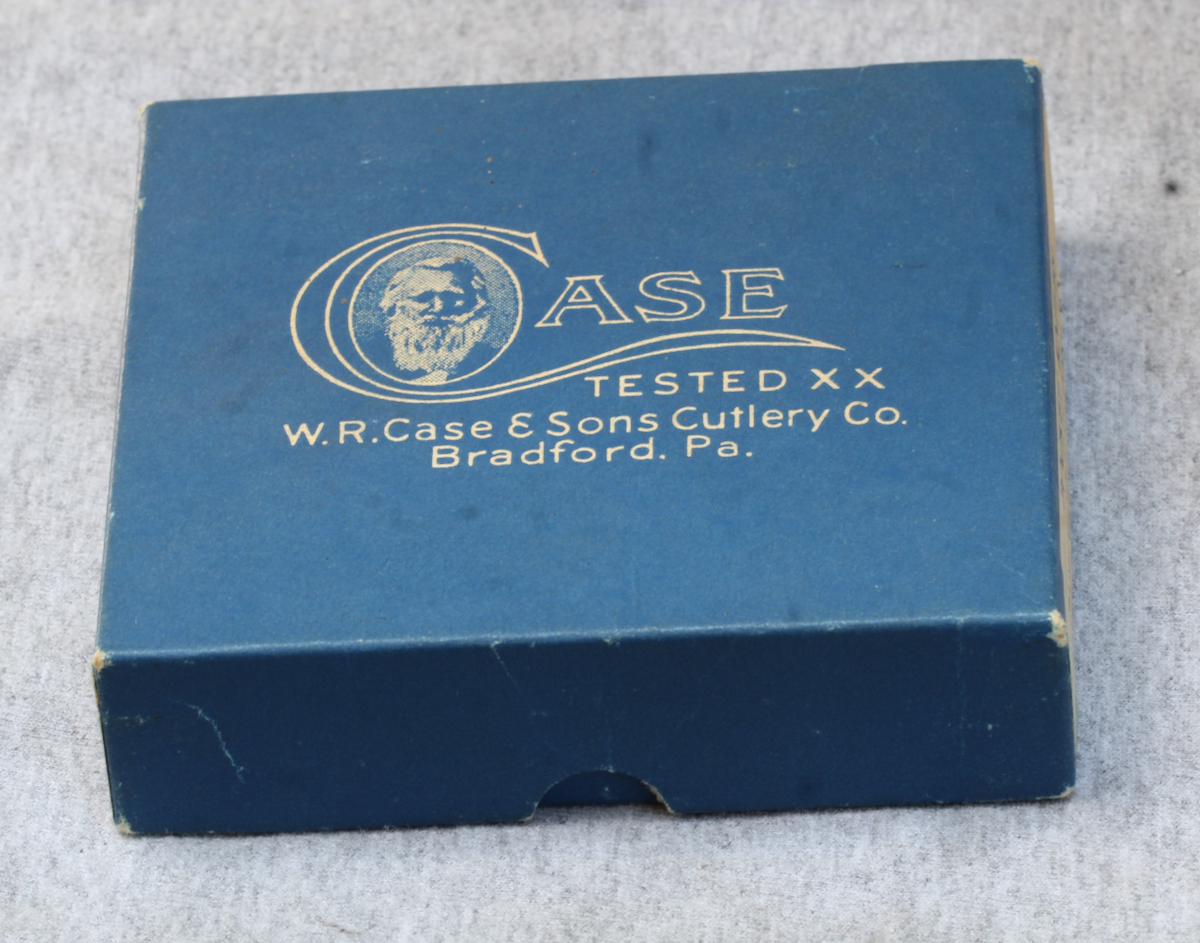 CASE
TESTED XX
W.R.Case & Sons Cutlery Co.
Bradford. Pa.